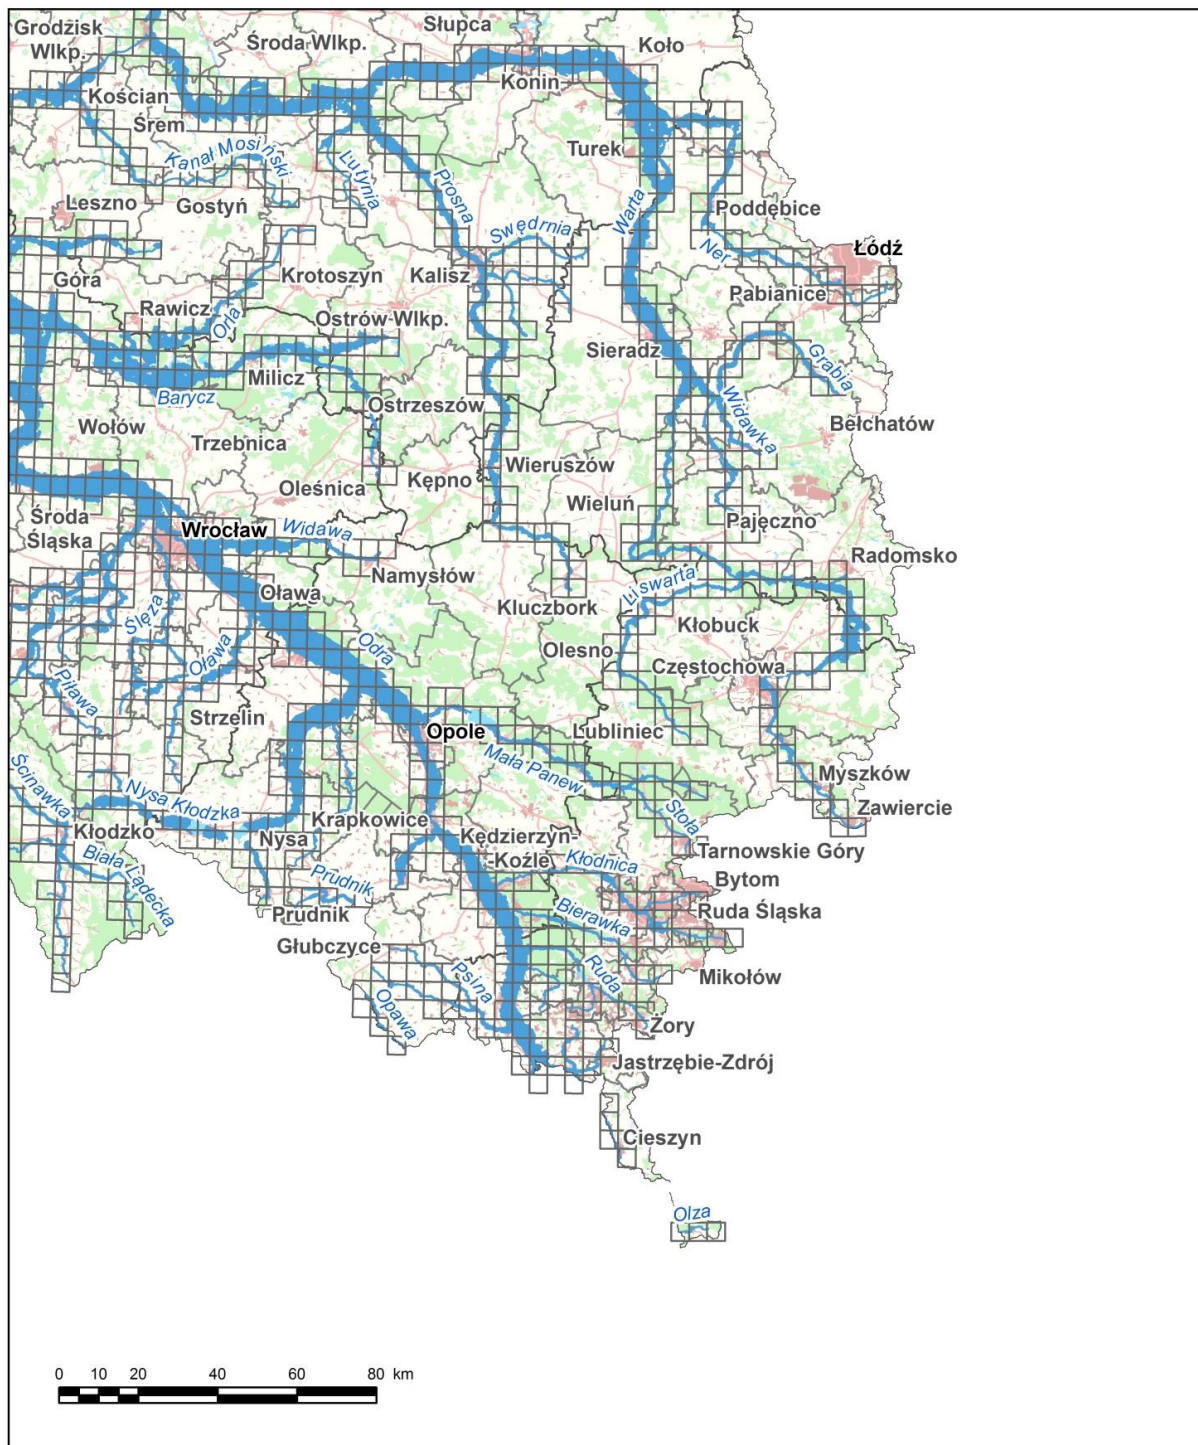 Słupca
Grodzisk
Wlkp.
Środa Wlkp.
Koło
Konin
Kościan
Śrem
Turek
Kanał Mosiński
Lutynia
Prosna
Warta
Leszno
Gostyń
Poddębice
Swędrnia
Ner
Łódź
Góra
Krotoszyn
Kalisz
Pabianice
Rawicz
Orla
Ostrów Wlkp.
Sieradz
Grabia
Milicz
Barycz
Ostrzeszów
Widawka
Bełchatów
Wołów
Trzebnica
Wieruszów
Oleśnica
Kępno
Wieluń
Środa
Śląska
Wrocław
Widawa
Pajęczno
Radomsko
Namysłów
Oława
Liswarta
Kluczbork
Ślęza
Kłobuck
Oława
Odra
Olesno
Częstochowa
Piława
Strzelin
Opole
Lubliniec
Mała Panew
Ścinawka
Myszków
Nysa Kłodzka
Zawiercie
Kłodzko
Nysa
Krapkowice
Kędzierzyn-
-Koźle
Stoła
Biała Lądecka
Kłodnica
Tarnowskie Góry
Prudnik
Bytom
Prudnik
Bierawka
Ruda Śląska
Głubczyce
Psina
Ruda
Mikołów
Opawa
Żory
Jastrzębie-Zdrój
Cieszyn
Olza
0 10 20 40 60 80 km